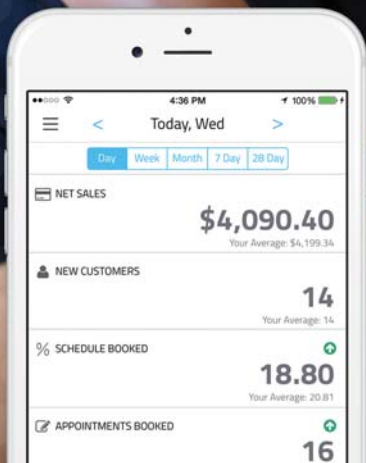 4:36 PM 100%
< Today, Wed >
Day Week Month 7 Day 28 Day
NET SALES
$4,090.40
Your Average: $4,199.34
NEW CUSTOMERS
14
Your Average: 14
% SCHEDULE BOOKED
18.80
Your Average: 20.81
APPOINTMENTS BOOKED
16